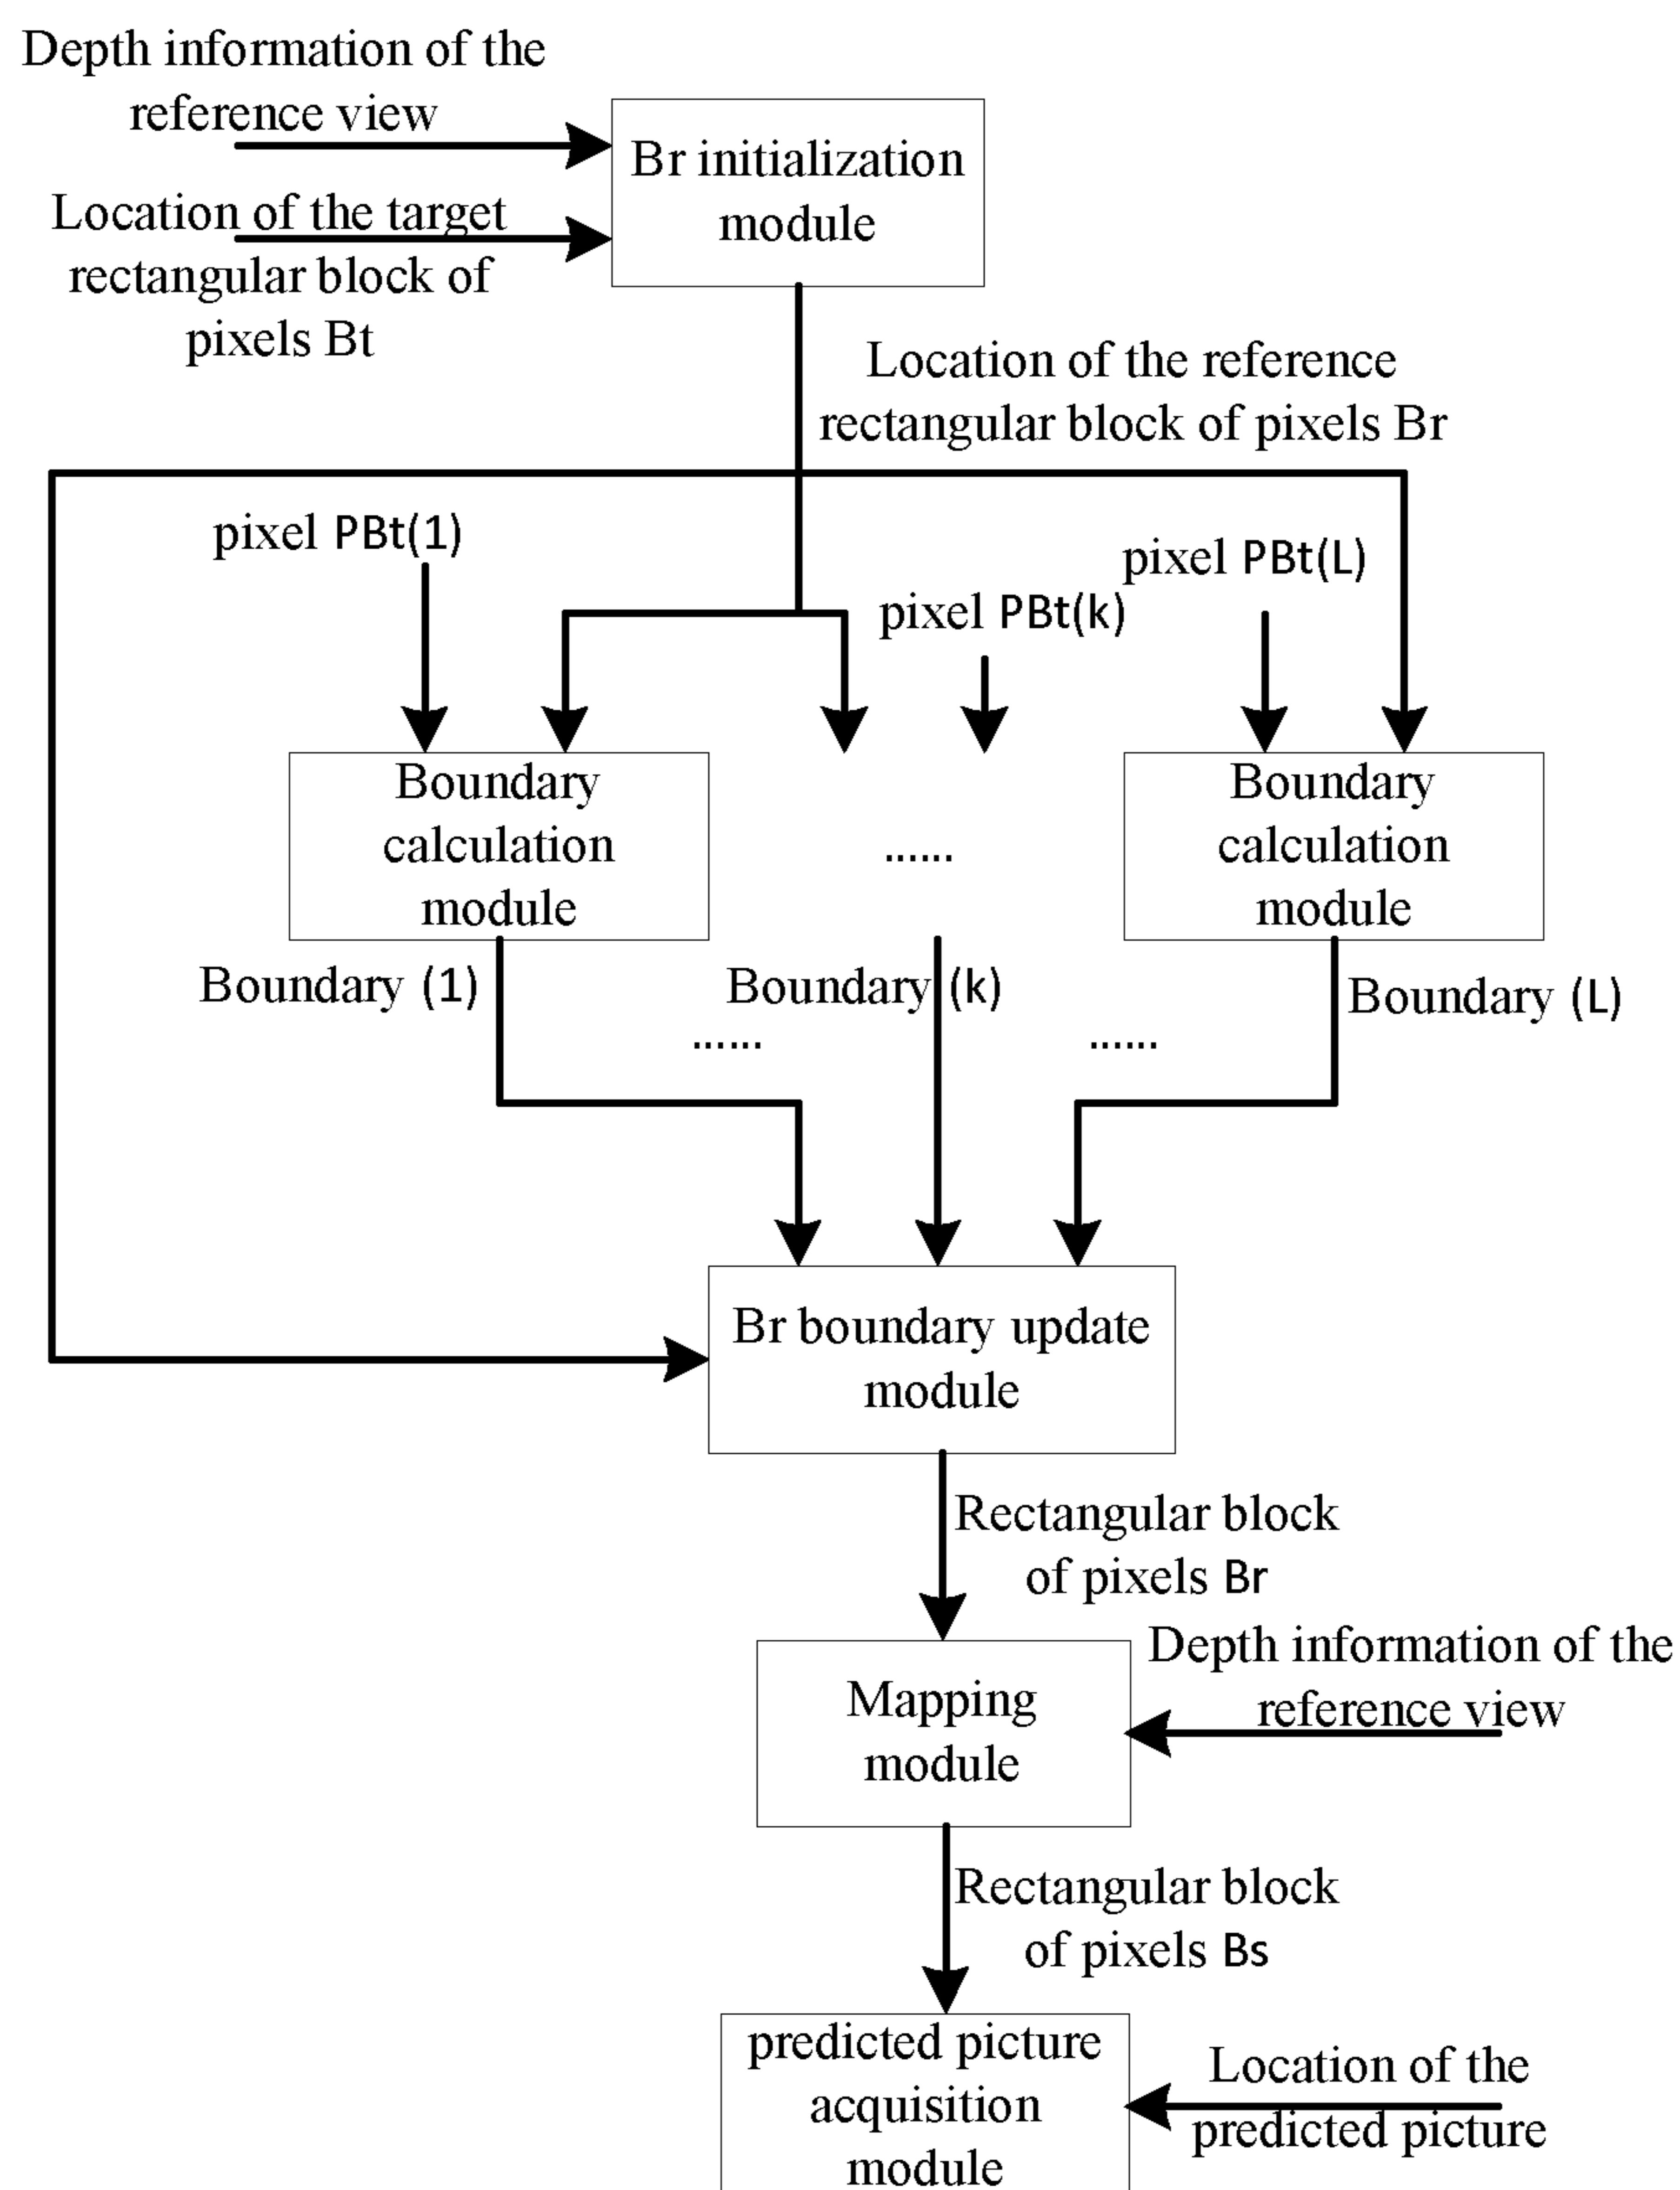 Depth information of the
reference view
Br initialization
module
Location of the target
rectangular block of
pixels Bt
Location of the reference
rectangular block of pixels Br
pixel PBt(1)
pixel PBt(L)
pixel PBt(k)
Boundary
calculation
module
......
Boundary
calculation
module
Boundary (1)
Boundary (k)
Boundary (L)
......
......
Br boundary update
module
Rectangular block
of pixels Br
Mapping
module
Depth information of the
reference view
Rectangular block
of pixels Bs
predicted picture
acquisition
module
Location of the
predicted picture